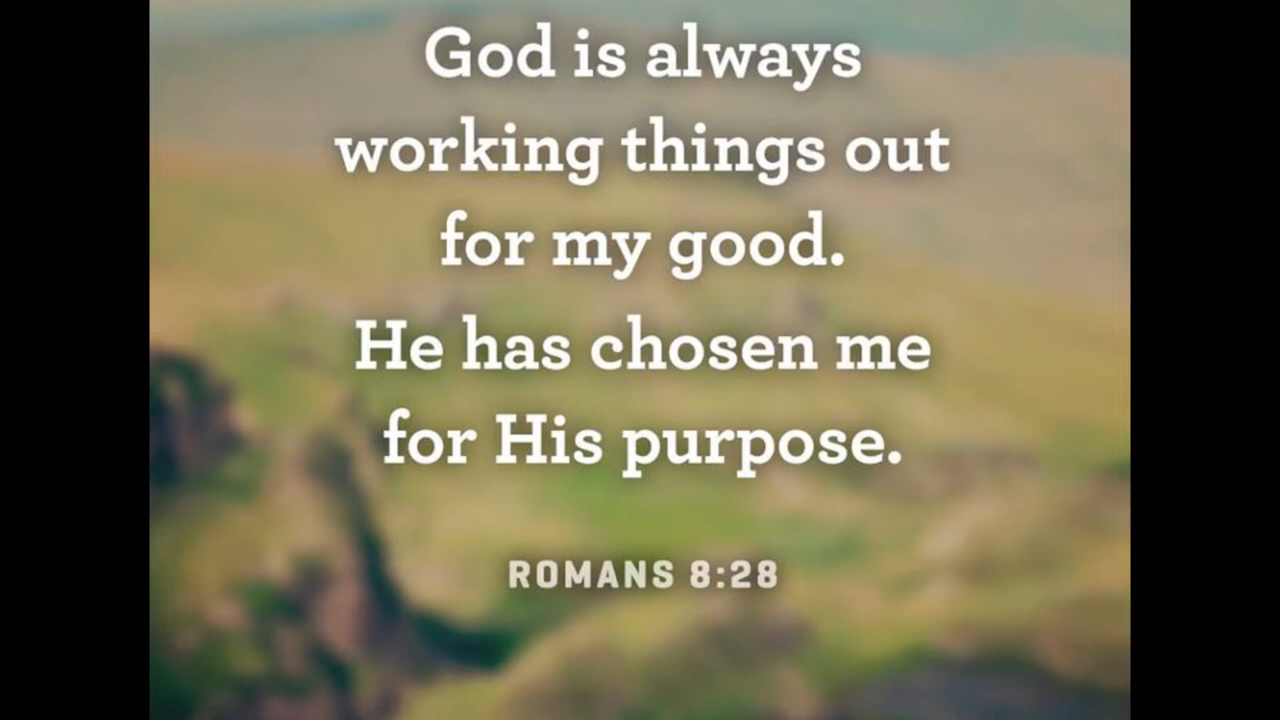 God is always
working things out
for my good.
He has chosen me
for His purpose.
ROMANS 8:28